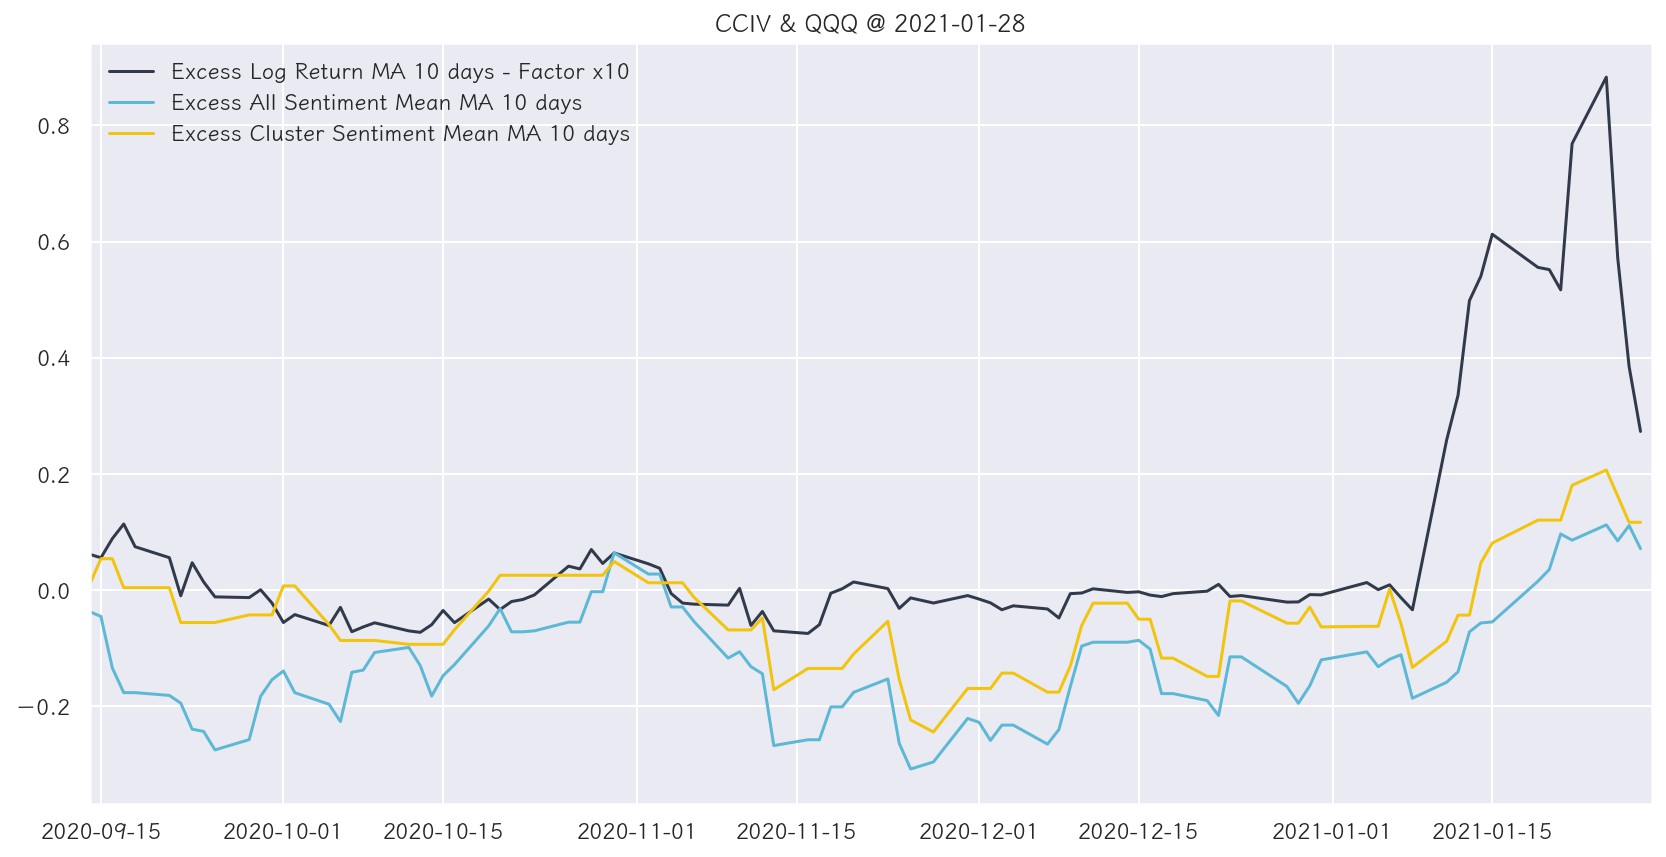 CCIV & QQQ @ 2021-01-28
Excess Log Return MA 10 days - Factor x10
Excess All Sentiment Mean MA 10 days
Excess Cluster Sentiment Mean MA 10 days
0.8
0.6
0.4
0.2
0.0
−0.2
2020-09-15 2020-10-01 2020-10-15 2020-11-01 2020-11-15 2020-12-01 2020-12-15 2021-01-01 2021-01-15